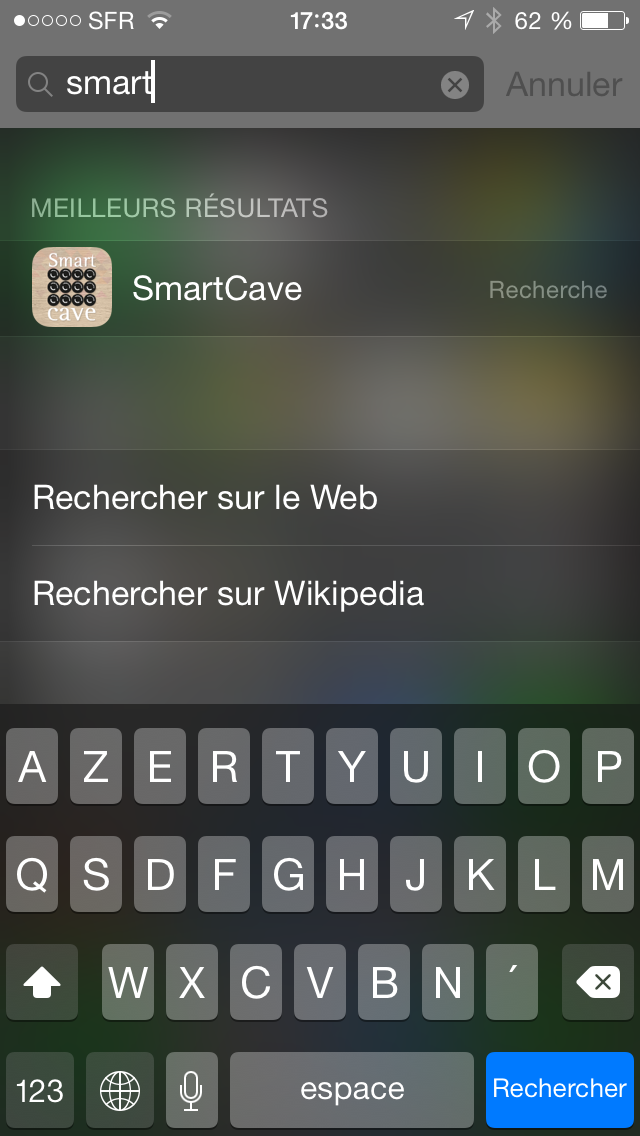 SFR 17:33 62 %
smart Annuler
MEILLEURS RÉSULTATS
Smart
cave
SmartCave Recherche
Rechercher sur le Web
Rechercher sur Wikipedia
A Z E R T Y U I O P
Q S D F G H J K L M
W X C V B N ´
123 espace Rechercher